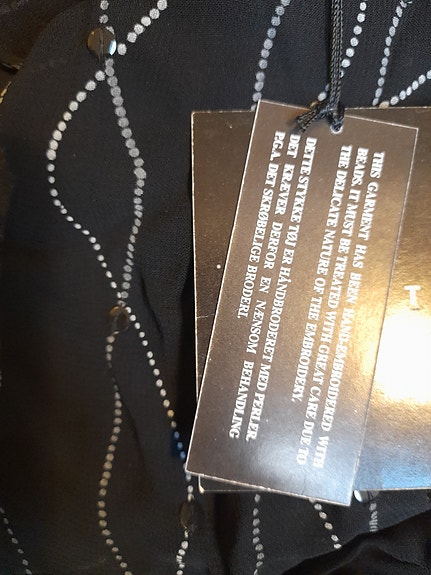 THIS GARMENT HAS BEEN HAND-EMBROIDERED WITH
BEADS. IT MUST BE TREATED WITH GREAT CARE DUE TO
THE DELICATE NATURE OF THE EMBROIDERY.
DETTE STYKKE TØJ ER HÅNDBRODERET MED PERLER.
DET KRÆVER DERFOR EN NÆNSOM BEHANDLING
PGA. DET SKRØBELIGE BRODERI.
I